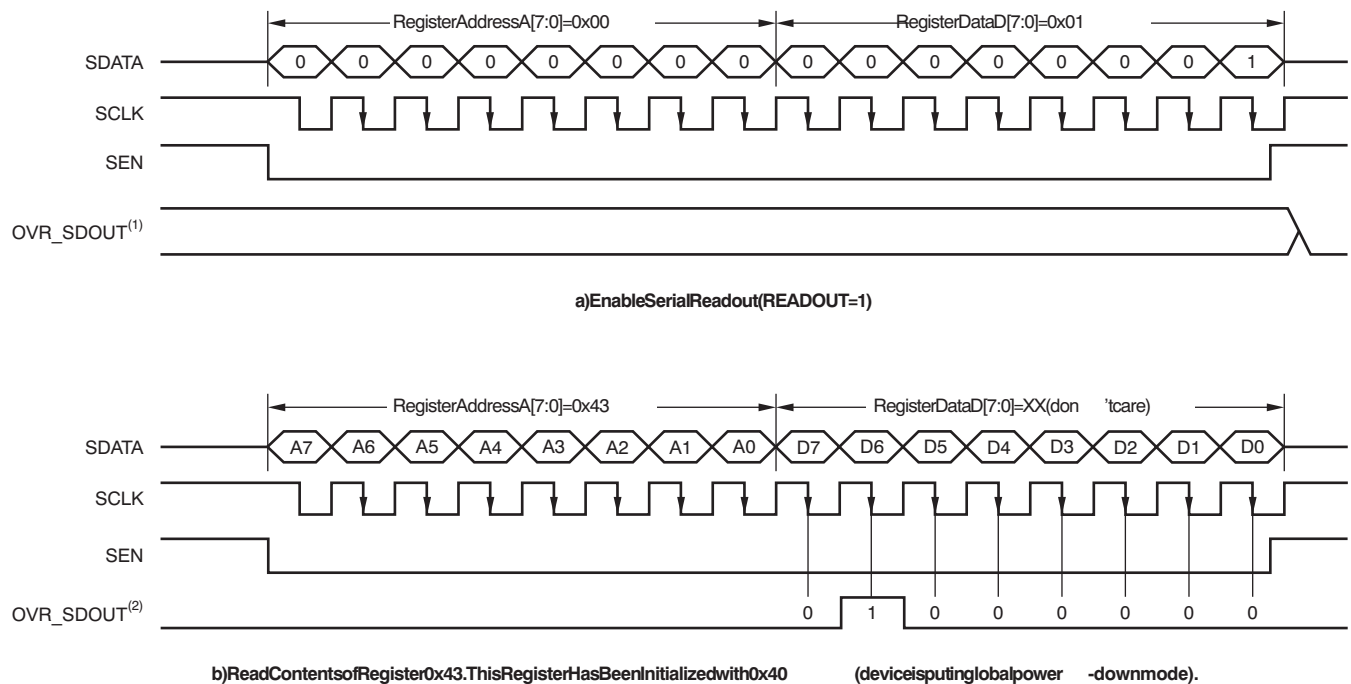 RegisterAddressA[7:0]=0x00 RegisterDataD[7:0]=0x01
SDATA 0 0 0 0 0 0 0 0 0 0 0 0 0 0 0 1
SCLK
SEN
OVR_SDOUT(1)
a)EnableSerialReadout(READOUT=1)
RegisterAddressA[7:0]=0x43 RegisterDataD[7:0]=XX(don 'tcare)
SDATA A7 A6 A5 A4 A3 A2 A1 A0 D7 D6 D5 D4 D3 D2 D1 D0
SCLK
SEN
OVR_SDOUT(2) 0 1 0 0 0 0 0 0
b)ReadContentsofRegister0x43.ThisRegisterHasBeenInitializedwith0x40 (deviceisputinglobalpower -downmode).